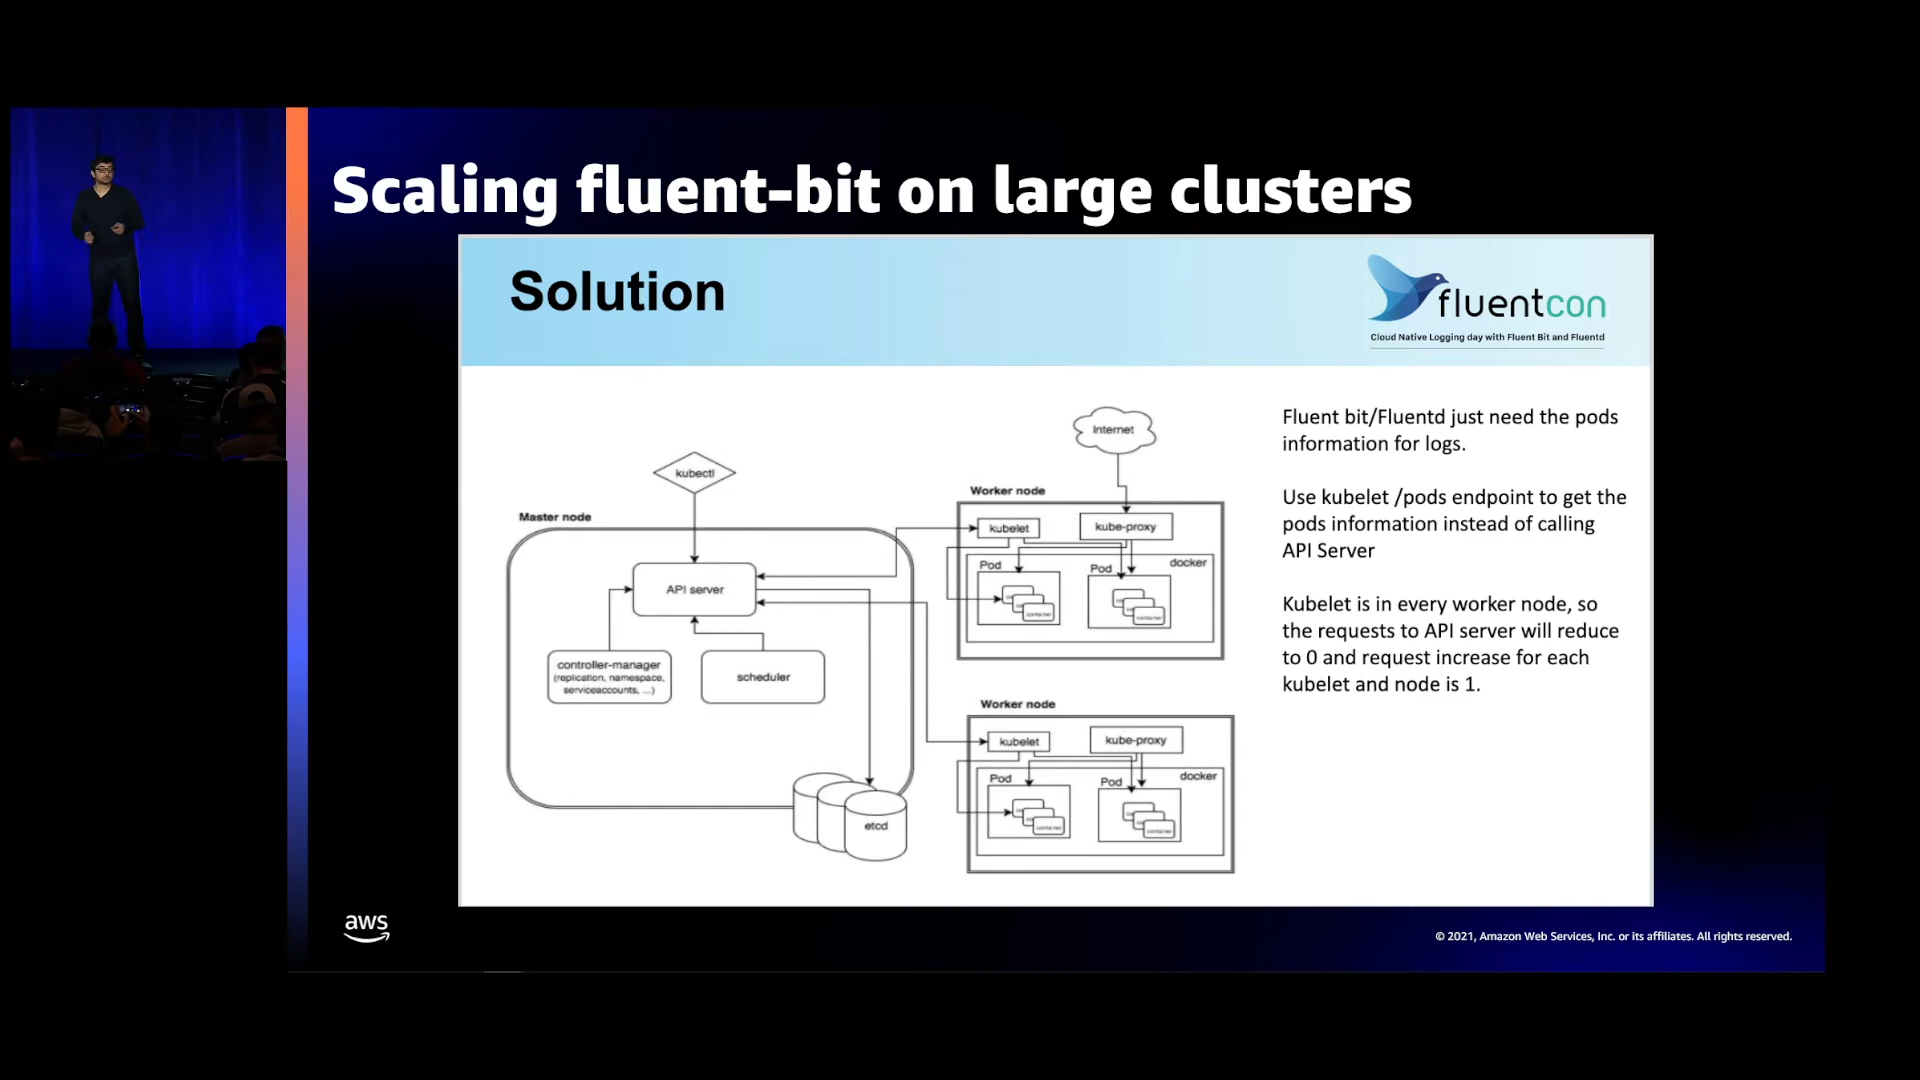 Scaling fluent-bit on large clusters
Solution
fluentcon
Cloud Native Logging day with Fluent Bit and Fluentd
Internet
kubectl
Master node
API server
controller-manager
(replication, namespace,
serviceaccounts, ...)
scheduler
etcd
Worker node
kubelet
kube-proxy
docker
Pod
Pod
container
container
Worker node
kubelet
kube-proxy
docker
Pod
Pod
container
container
Fluent bit/Fluentd just need the pods
information for logs.
Use kubelet /pods endpoint to get the
pods information instead of calling
API Server
Kubelet is in every worker node, so
the requests to API server will reduce
to 0 and request increase for each
kubelet and node is 1.
aws
© 2021, Amazon Web Services, Inc. or its affiliates. All rights reserved.